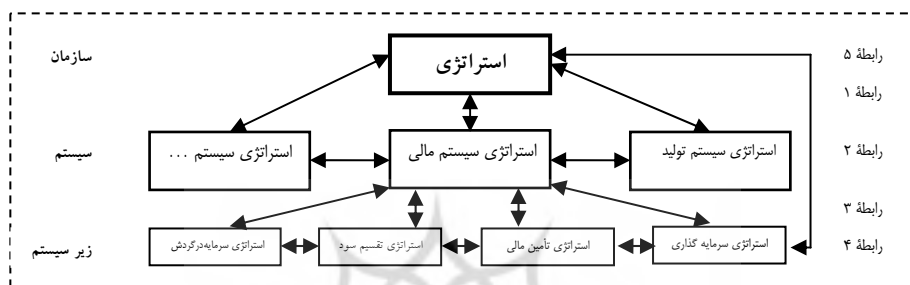 رابطهٔ ۵
استراتژی
سازمان
رابطهٔ ۱
رابطهٔ ۲
استراتژی سیستم تولید
استراتژی سیستم مالی
استراتژی سیستم ...
سیستم
رابطهٔ ۳
رابطهٔ ۴
استراتژی سرمایه گذاری
استراتژی تأمین مالی
استراتژی تقسیم سود
استراتژی سرمایه‌درگردش
زیر سیستم